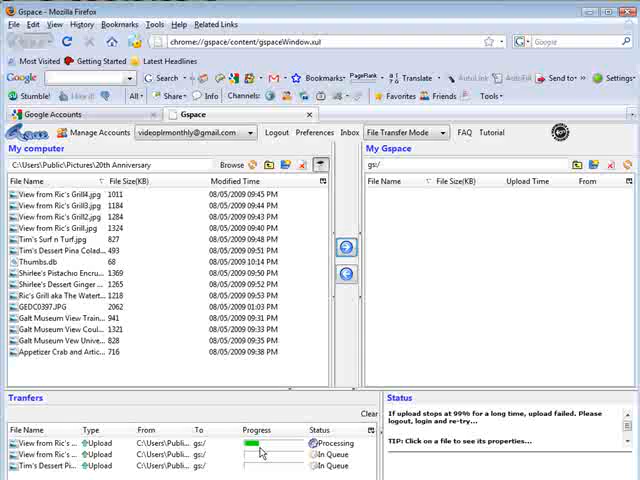 Gspace - Mozilla Firefox
File Edit View History Bookmarks Tools Help Related Links
chrome://gspace/content/gspaceWindow.xul Google
Most Visited Getting Started Latest Headlines
Google Search Bookmarks PageRank Translate AutoLink AutoFill Send to Settings
Stumble! I like it! All Share Info Channels: Favorites Friends Tools
Google Accounts Gspace
Gspace Manage Accounts videoplrmonthly@gmail.com Logout Preferences Inbox File Transfer Mode FAQ Tutorial
My computer My Gspace
C:\Users\Public\Pictures\20th Anniversary Browse gs:/
File Name File Size(KB) Modified Time File Name File Size(KB) Upload Time From
View from Ric's Grill4.jpg 1011 08/05/2009 09:45 PM
View from Ric's Grill3.jpg 1184 08/05/2009 09:44 PM
View from Ric's Grill2.jpg 1284 08/05/2009 09:43 PM
View from Ric's Grill.jpg 1324 08/05/2009 09:40 PM
Tim's Surf n Turf.jpg 827 08/05/2009 09:48 PM
Tim's Dessert Pina Colad... 493 08/05/2009 09:51 PM
Thumbs.db 68 08/05/2009 10:14 PM
Shirlee's Pistachio Encru... 1369 08/05/2009 09:50 PM
Shirlee's Dessert Ginger ... 1265 08/05/2009 09:52 PM
Ric's Grill aka The Watert... 1218 08/05/2009 09:53 PM
GEDC0397.JPG 2062 08/05/2009 01:03 PM
Galt Museum View Train... 941 08/05/2009 09:31 PM
Galt Museum View Coul... 1321 08/05/2009 09:33 PM
Galt Museum Vew Unive... 828 08/05/2009 09:35 PM
Appetizer Crab and Artic... 716 08/05/2009 09:38 PM
Tranfers Status
Clear
If upload stops at 99% for a long time, upload failed. Please
logout, login and re-try...
TIP: Click on a file to see its properties...
File Name Type From To Progress Status
View from Ric's ... Upload C:\Users\Publi... gs:/ Processing
View from Ric's ... Upload C:\Users\Publi... gs:/ In Queue
Tim's Dessert Pi... Upload C:\Users\Publi... gs:/ In Queue